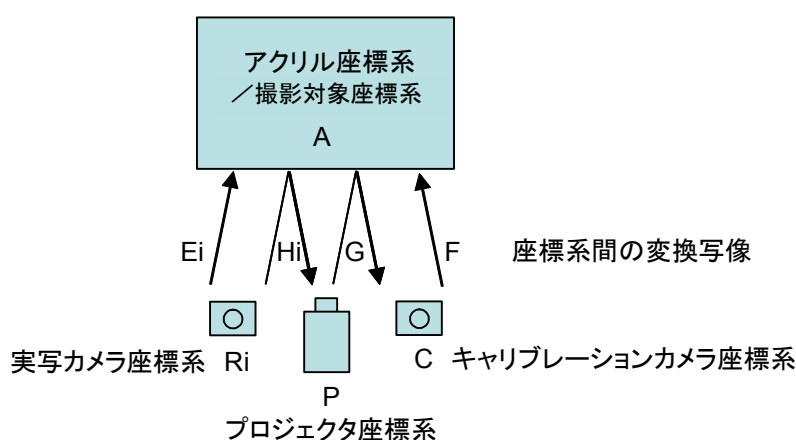 アクリル座標系
／撮影対象座標系
A
Ei
Hi
G
F
座標系間の変換写像
実写カメラ座標系 Ri
C キャリブレーションカメラ座標系
P
プロジェクタ座標系